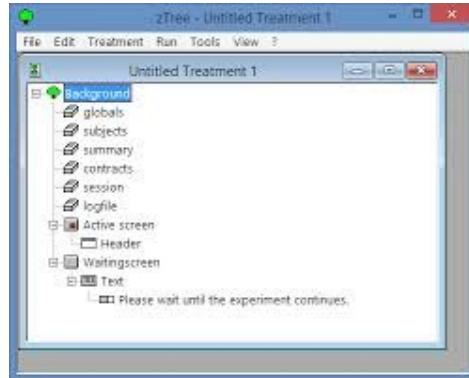 zTree - Untitled Treatment 1
File Edit Treatment Run Tools View ?
Untitled Treatment 1
Background
globals
subjects
summary
contracts
session
logfile
Active screen
Header
Waitingscreen
Text
Please wait until the experiment continues.